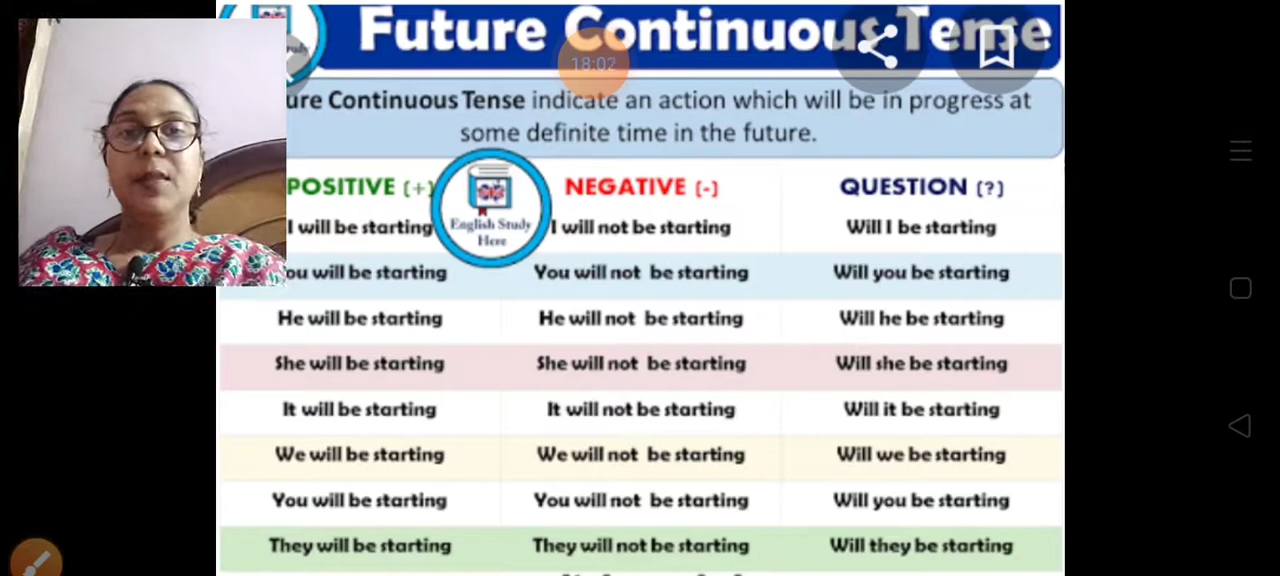 Future Continuous Tense
18:02
Continuous Tense indicate an action which will be in progress at
some definite time in the future.
POSITIVE (+) NEGATIVE (-) QUESTION (?)
English Study
Here
I will be starting I will not be starting Will I be starting
will be starting You will not be starting Will you be starting
He will be starting He will not be starting Will he be starting
She will be starting She will not be starting Will she be starting
It will be starting It will not be starting Will it be starting
We will be starting We will not be starting Will we be starting
You will be starting You will not be starting Will you be starting
They will be starting They will not be starting Will they be starting